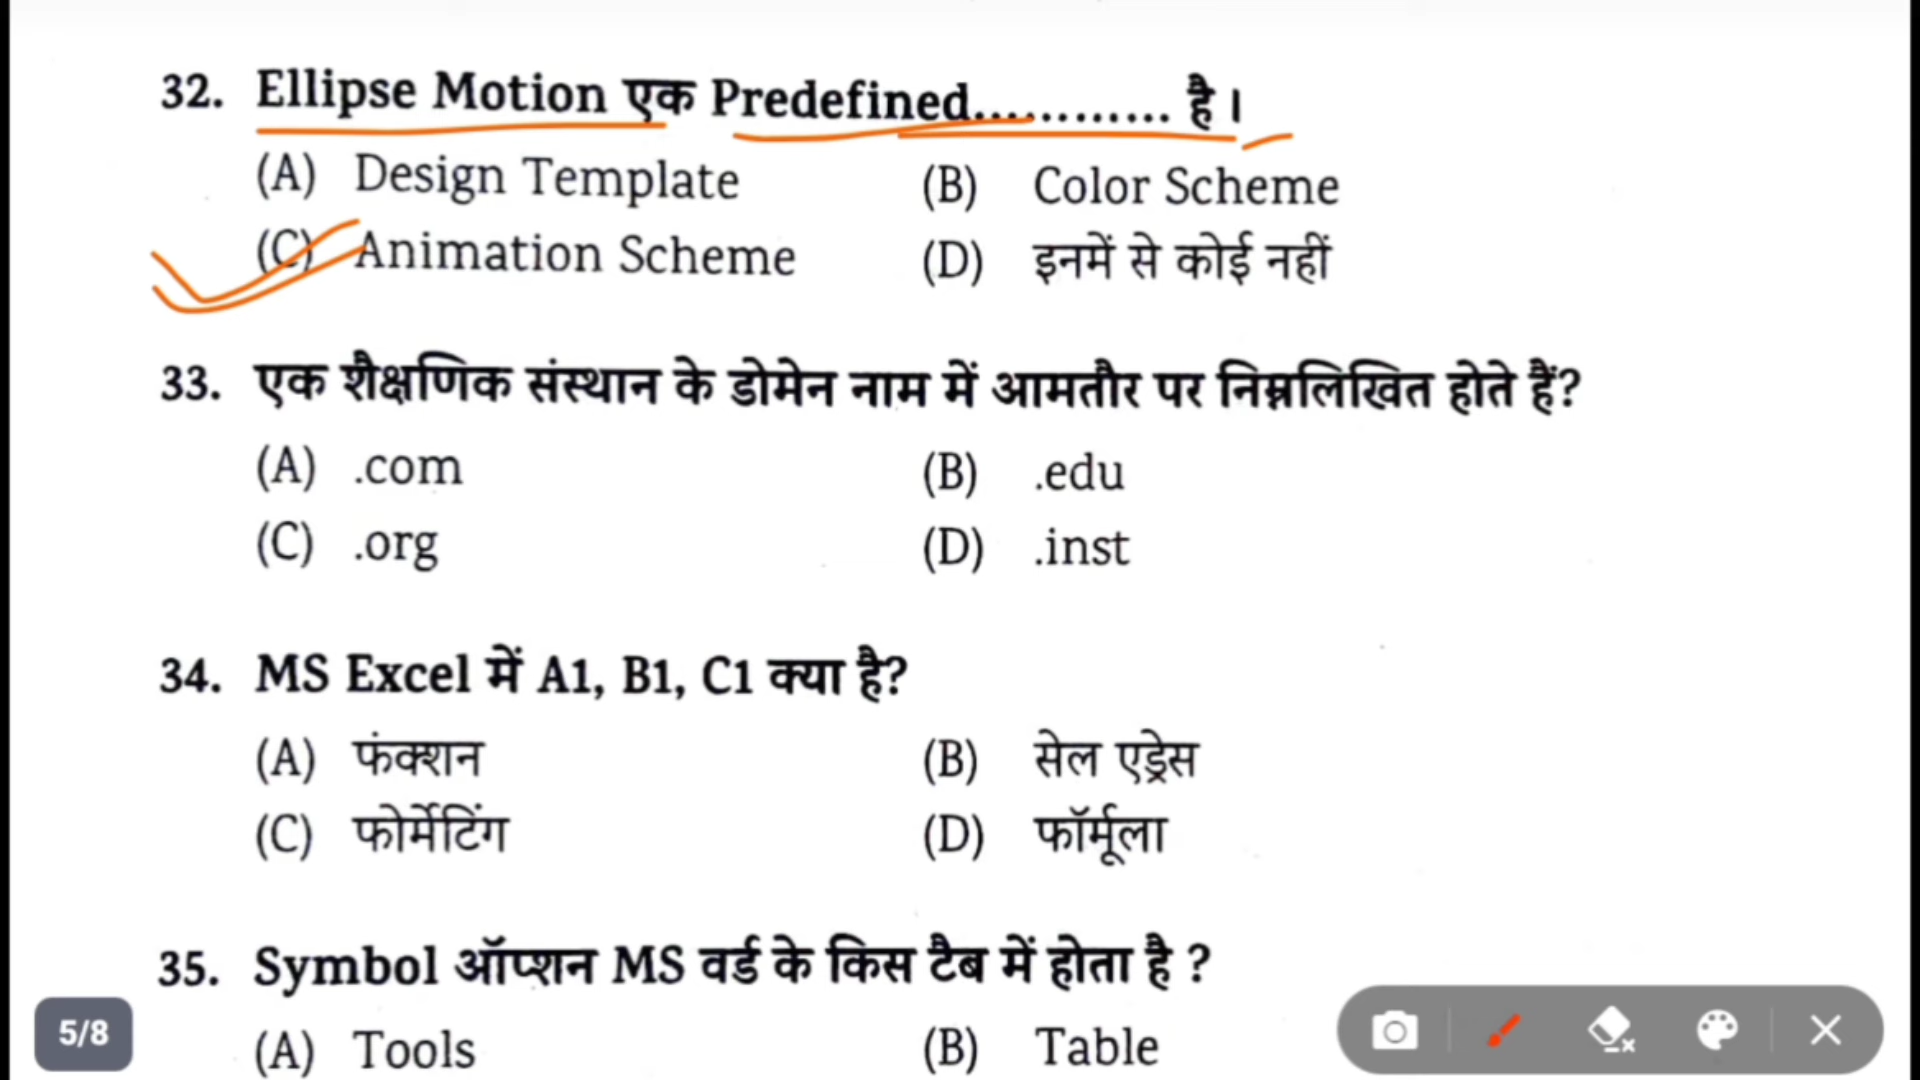 32. Ellipse Motion एक Predefined............ है।
(A) Design Template (B) Color Scheme
(C) Animation Scheme (D) इनमें से कोई नहीं
33. एक शैक्षणिक संस्थान के डोमेन नाम में आमतौर पर निम्नलिखित होते हैं?
(A) .com (B) .edu
(C) .org (D) .inst
34. MS Excel में A1, B1, C1 क्या है?
(A) फंक्शन (B) सेल एड्रेस
(C) फोर्मेटिंग (D) फॉर्मूला
35. Symbol ऑप्शन MS वर्ड के किस टैब में होता है ?
(A) Tools (B) Table
5/8